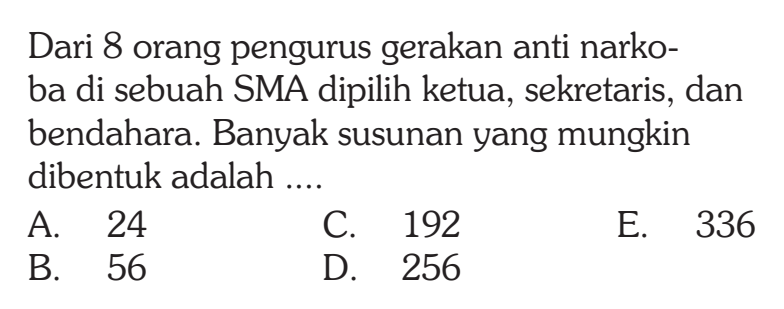 Dari 8 orang pengurus gerakan anti narko-
ba di sebuah SMA dipilih ketua, sekretaris, dan
bendahara. Banyak susunan yang mungkin
dibentuk adalah ....
A. 24 C. 192 E. 336
B. 56 D. 256